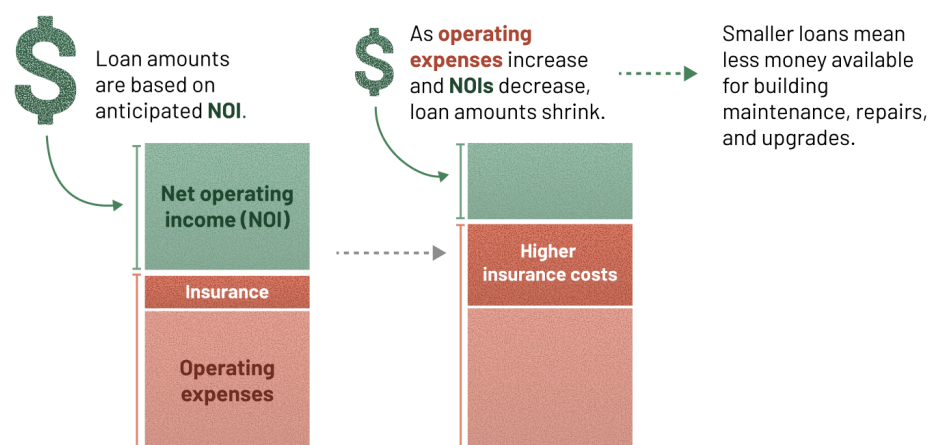 Loan amounts
are based on
anticipated NOI.
As operating
expenses increase
and NOIs decrease,
loan amounts shrink.
Smaller loans mean
less money available
for building
maintenance, repairs,
and upgrades.
Net operating
income (NOI)
Insurance
Operating
expenses
Higher
insurance costs